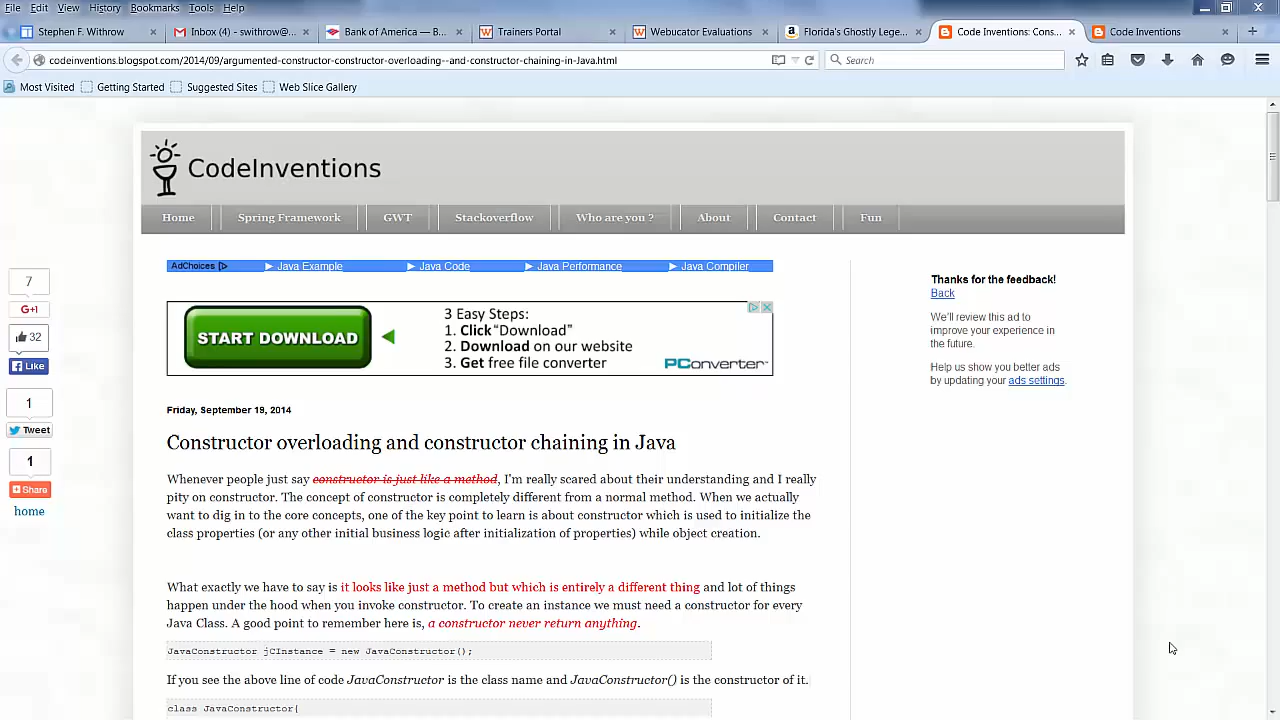 File Edit View History Bookmarks Tools Help
Stephen F. Withrow × Inbox (4) - swithrow@... × Bank of America — B... × Trainers Portal × Webucator Evaluations × Florida's Ghostly Lege... × Code Inventions: Cons... × Code Inventions × +
codeinventions.blogspot.com/2014/09/argumented-constructor-constructor-overloading--and-constructor-chaining-in-Java.html Search
Most Visited Getting Started Suggested Sites Web Slice Gallery
CodeInventions
Home Spring Framework GWT Stackoverflow Who are you ? About Contact Fun
AdChoices Java Example Java Code Java Performance Java Compiler
START DOWNLOAD
3 Easy Steps:
1. Click “Download”
2. Download on our website
3. Get free file converter
PConverter™
Thanks for the feedback!
Back
We'll review this ad to
improve your experience in
the future.
Help us show you better ads
by updating your ads settings.
7
G+1
32
Like
1
Tweet
1
Share
home
Friday, September 19, 2014
Constructor overloading and constructor chaining in Java
Whenever people just say constructor is just like a method, I'm really scared about their understanding and I really
pity on constructor. The concept of constructor is completely different from a normal method. When we actually
want to dig in to the core concepts, one of the key point to learn is about constructor which is used to initialize the
class properties (or any other initial business logic after initialization of properties) while object creation.
What exactly we have to say is it looks like just a method but which is entirely a different thing and lot of things
happen under the hood when you invoke constructor. To create an instance we must need a constructor for every
Java Class. A good point to remember here is, a constructor never return anything.
JavaConstructor jCInstance = new JavaConstructor();
If you see the above line of code JavaConstructor is the class name and JavaConstructor() is the constructor of it.
class JavaConstructor{